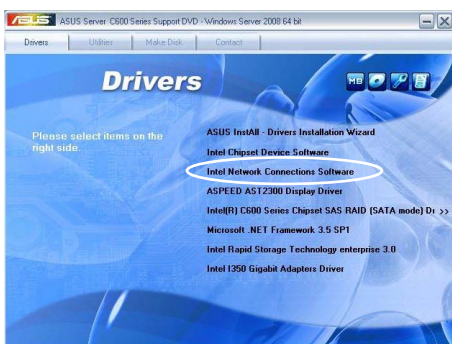 ASUS ASUS Server C600 Series Support DVD - Windows Server 2008 64 bit
Drivers Utilities Make Disk Contact
Drivers
MB
Please select items on the right side.
ASUS InstAll - Drivers Installation Wizard
Intel Chipset Device Software
Intel Network Connections Software
ASPEED AST2300 Display Driver
Intel(R) C600 Series Chipset SAS RAID (SATA mode) Dr >>
Microsoft .NET Framework 3.5 SP1
Intel Rapid Storage Technology enterprise 3.0
Intel I350 Gigabit Adapters Driver